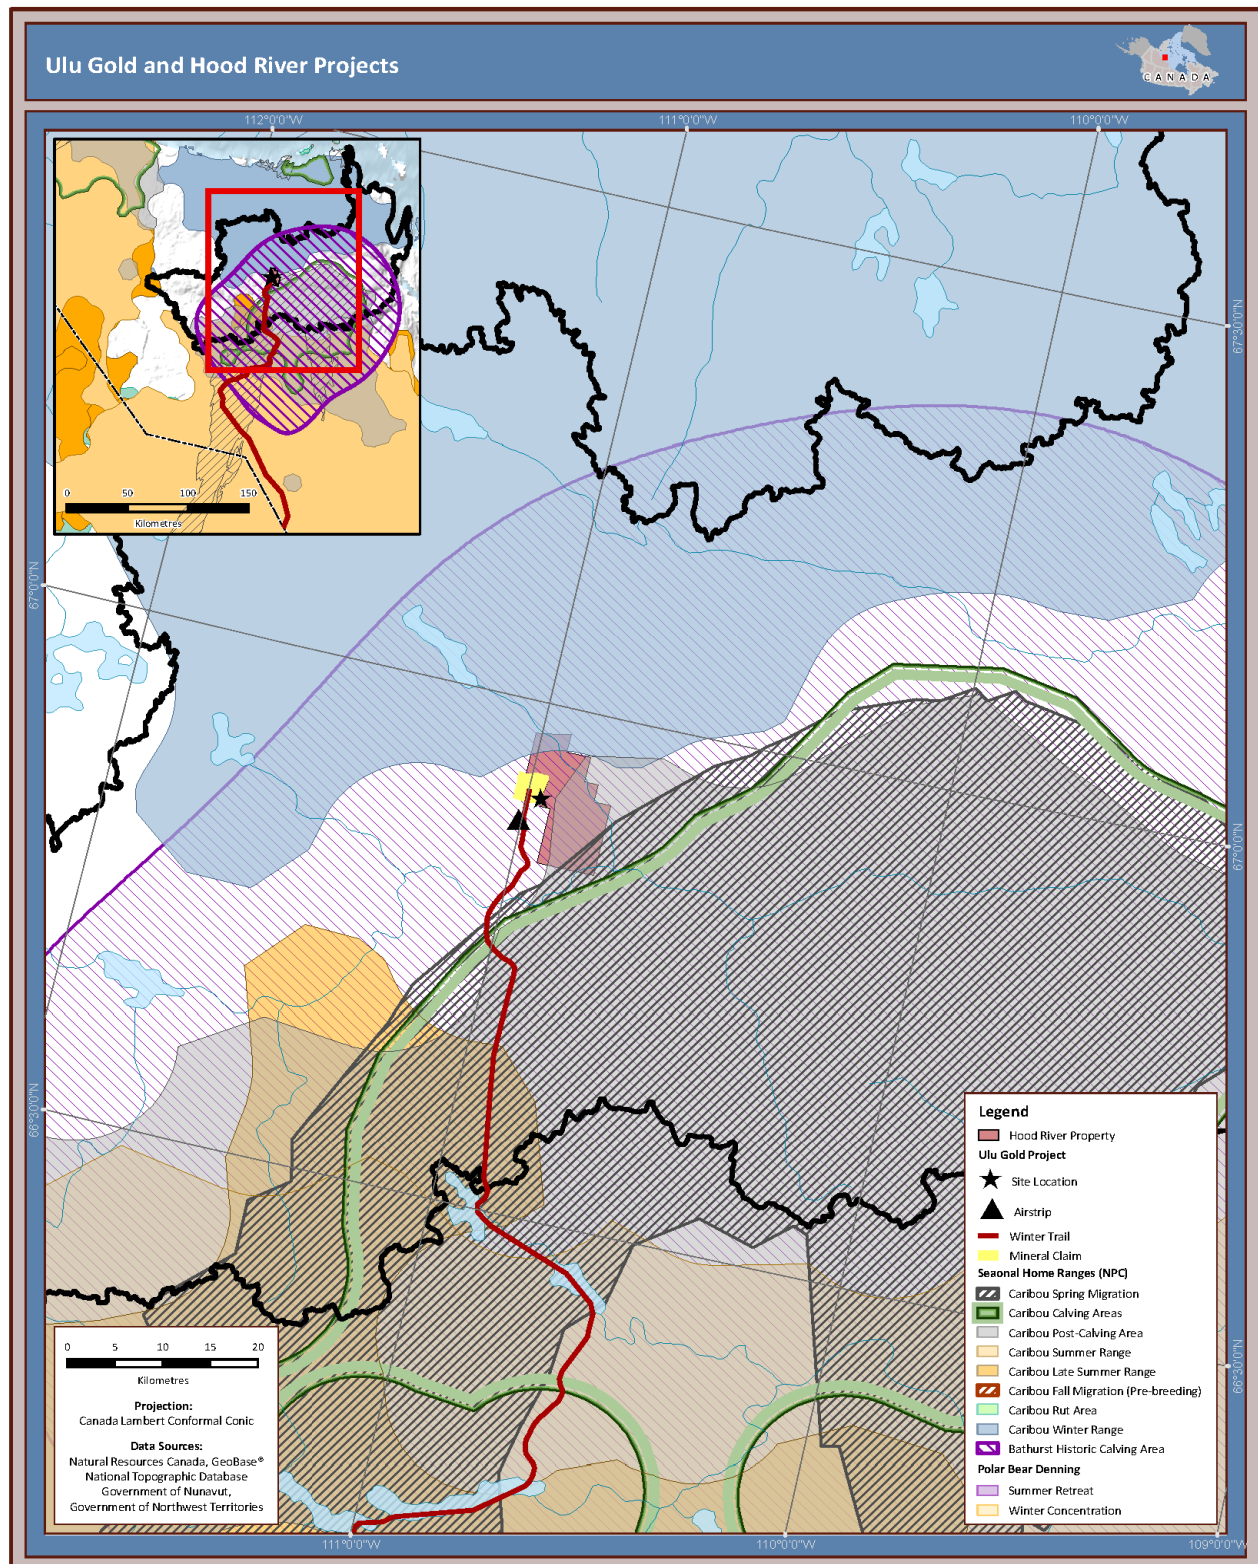 Ulu Gold and Hood River Projects
CANADA
112°0'0"W
111°0'0"W
110°0'0"W
0 50 100 150
Kilometres
67°30'0"N
67°0'0"N
67°0'0"N
66°30'0"N
66°30'0"N
0 5 10 15 20
Kilometres
Projection:
Canada Lambert Conformal Conic
Data Sources:
Natural Resources Canada, GeoBase®
National Topographic Database
Government of Nunavut,
Government of Northwest Territories
Legend
Hood River Property
Ulu Gold Project
Site Location
Airstrip
Winter Trail
Mineral Claim
Seaonal Home Ranges (NPC)
Caribou Spring Migration
Caribou Calving Areas
Caribou Post-Calving Area
Caribou Summer Range
Caribou Late Summer Range
Caribou Fall Migration (Pre-breeding)
Caribou Rut Area
Caribou Winter Range
Bathurst Historic Calving Area
Polar Bear Denning
Summer Retreat
Winter Concentration
111°0'0"W
110°0'0"W
109°0'0"W